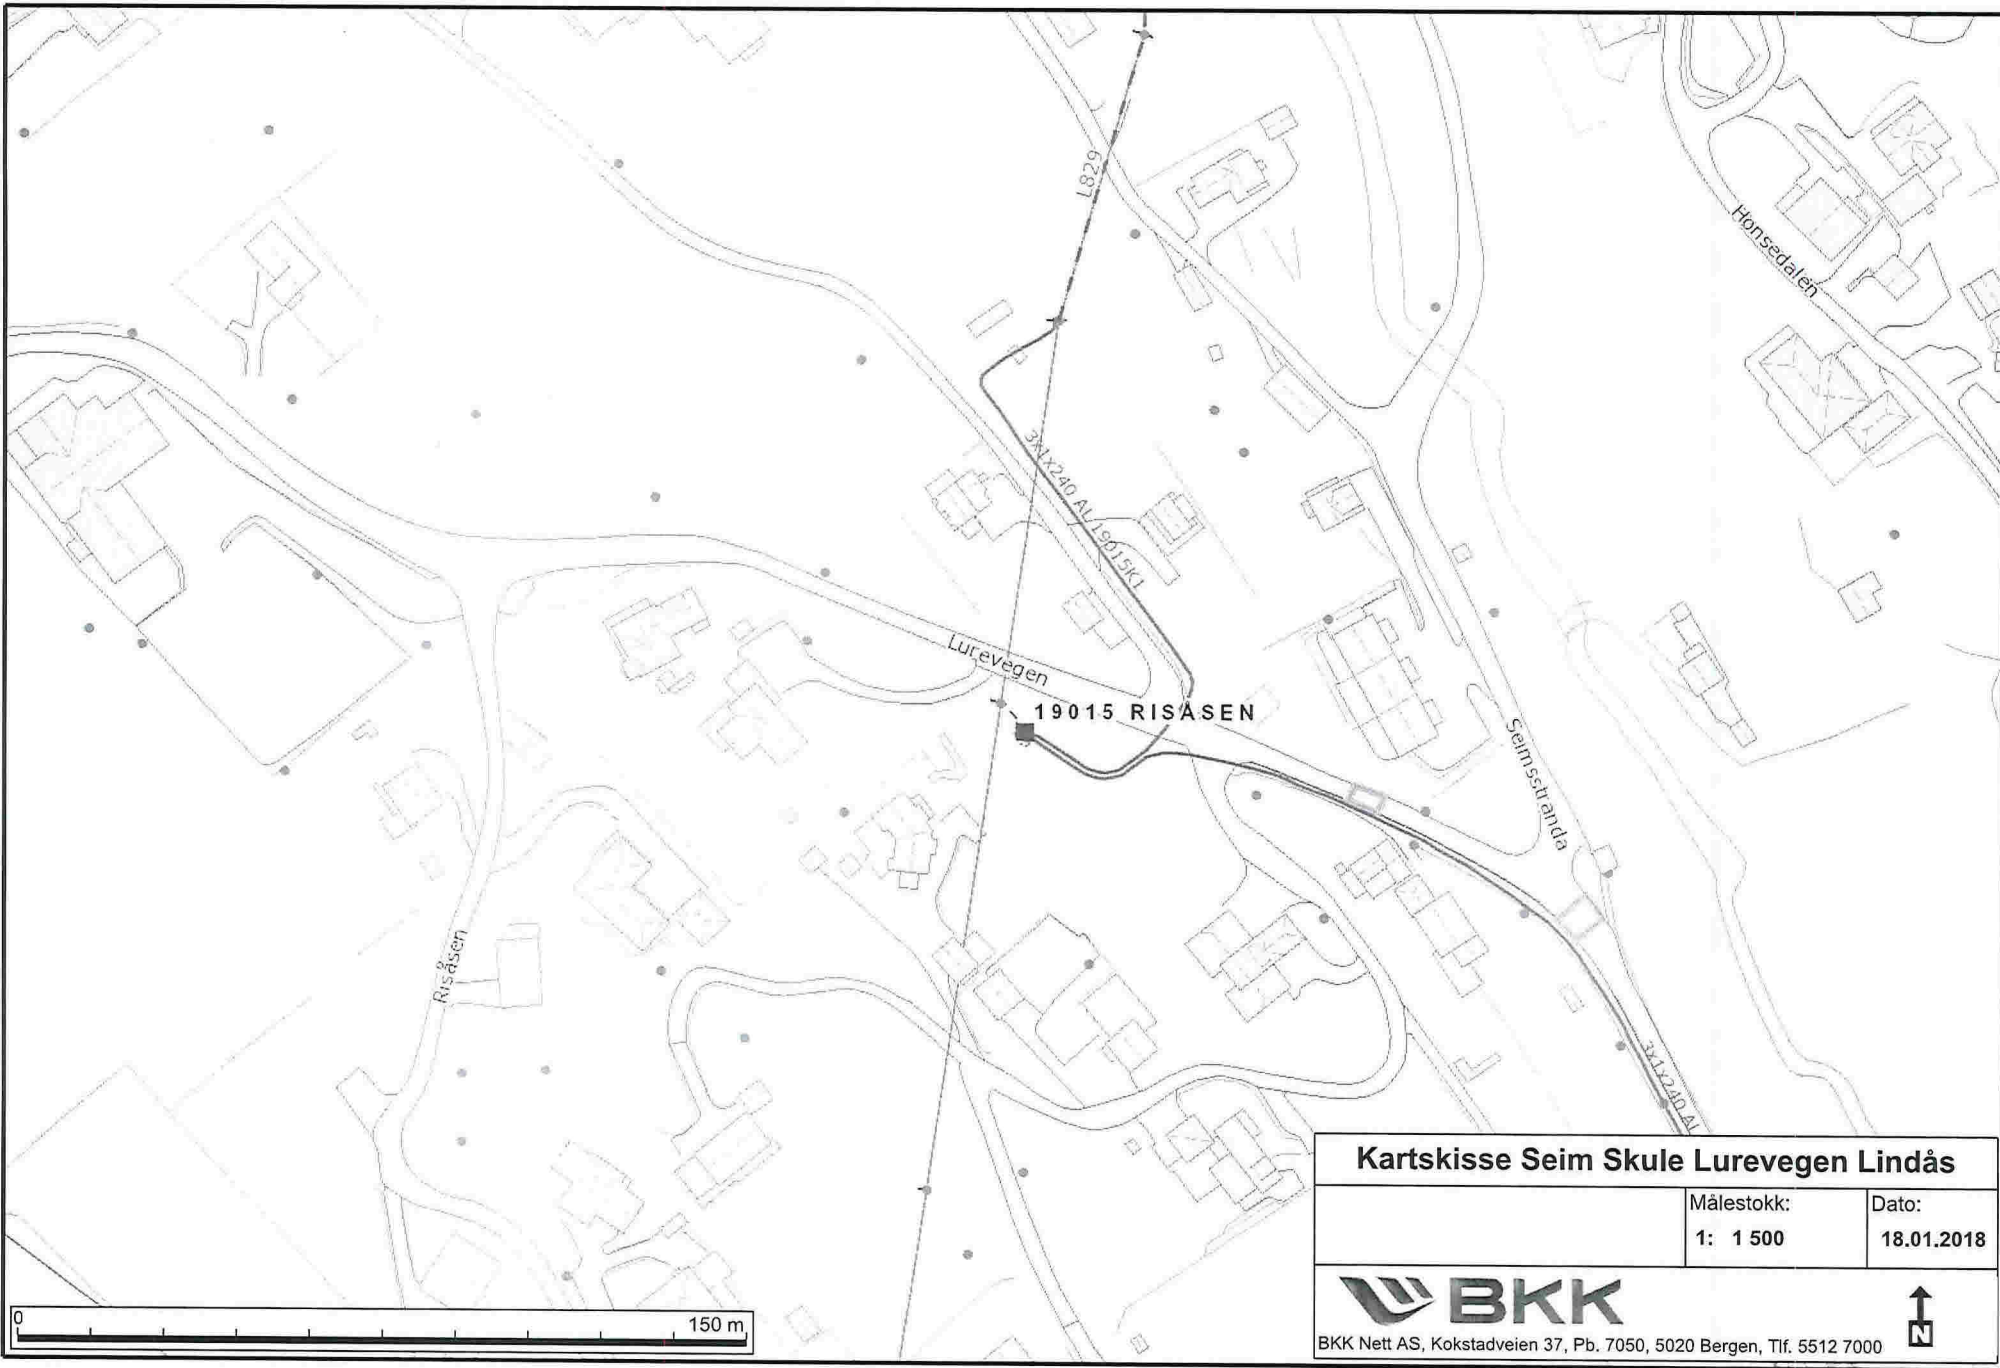 L829
Honsedalen
3X1X240 AL 19015K1
Lurevegen
19015 RISÅSEN
Seimsstranda
Risåsen
3X1X240 AL
Kartskisse Seim Skule Lurevegen Lindås
Målestokk:
1: 1 500
Dato:
18.01.2018
BKK
N
BKK Nett AS, Kokstadveien 37, Pb. 7050, 5020 Bergen, Tlf. 5512 7000
0
150 m